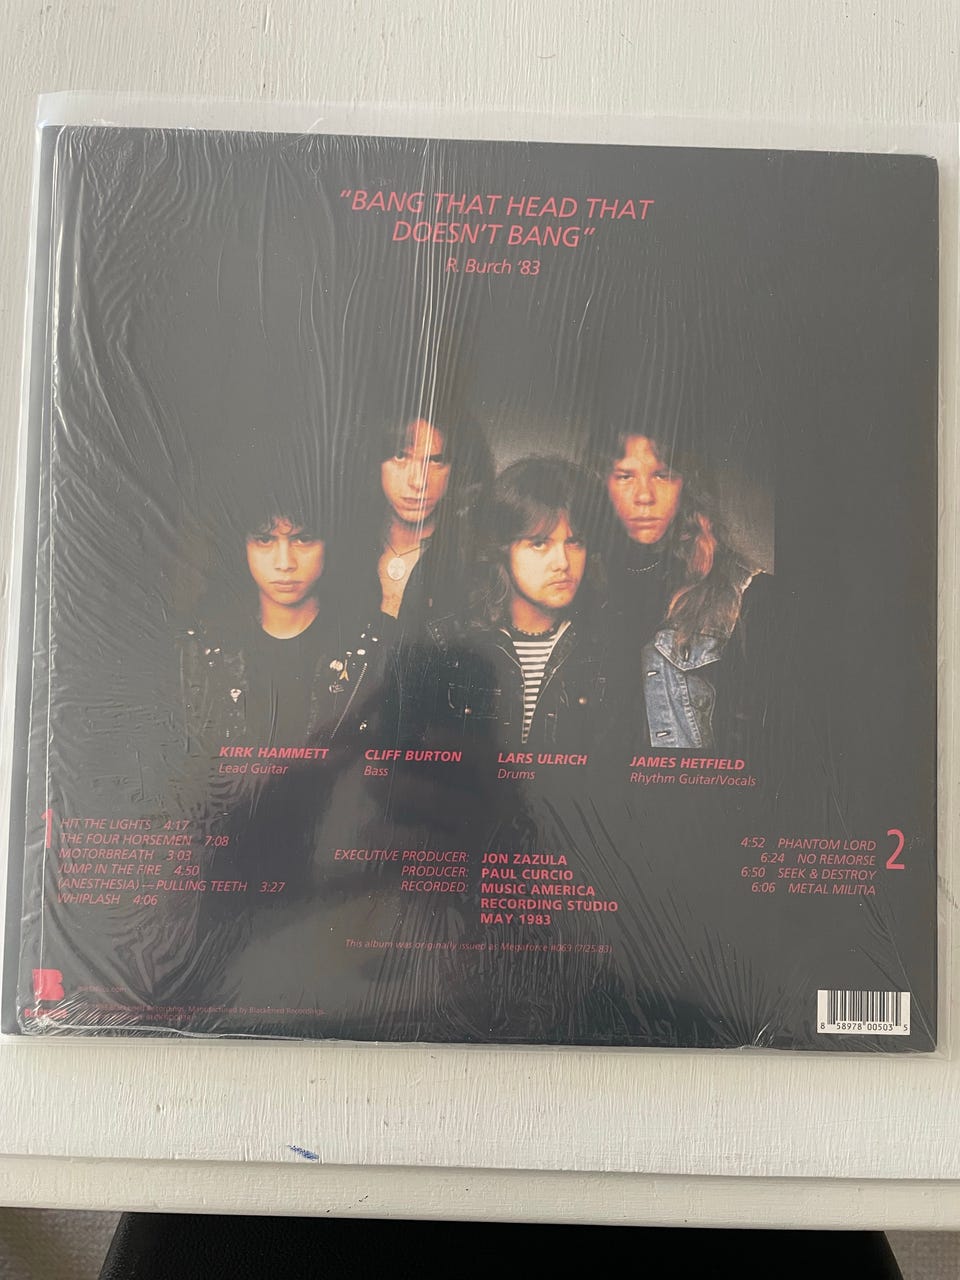 “BANG THAT HEAD THAT
DOESN'T BANG”
R. Burch '83
KIRK HAMMETT
Lead Guitar
CLIFF BURTON
Bass
LARS ULRICH
Drums
JAMES HETFIELD
Rhythm Guitar/Vocals
1
HIT THE LIGHTS 4:17
THE FOUR HORSEMEN 7:08
MOTORBREATH 3:03
JUMP IN THE FIRE 4:50
(ANESTHESIA)—PULLING TEETH 3:27
WHIPLASH 4:06
EXECUTIVE PRODUCER: JON ZAZULA
PRODUCER: PAUL CURCIO
RECORDED: MUSIC AMERICA
RECORDING STUDIO
MAY 1983
2
4:52 PHANTOM LORD
6:24 NO REMORSE
6:50 SEEK & DESTROY
6:06 METAL MILITIA
This album was originally issued as Megaforce #069 (7/25/83)
Recordings. Manufactured by Blackened Recordings.
8 58978 00503 5